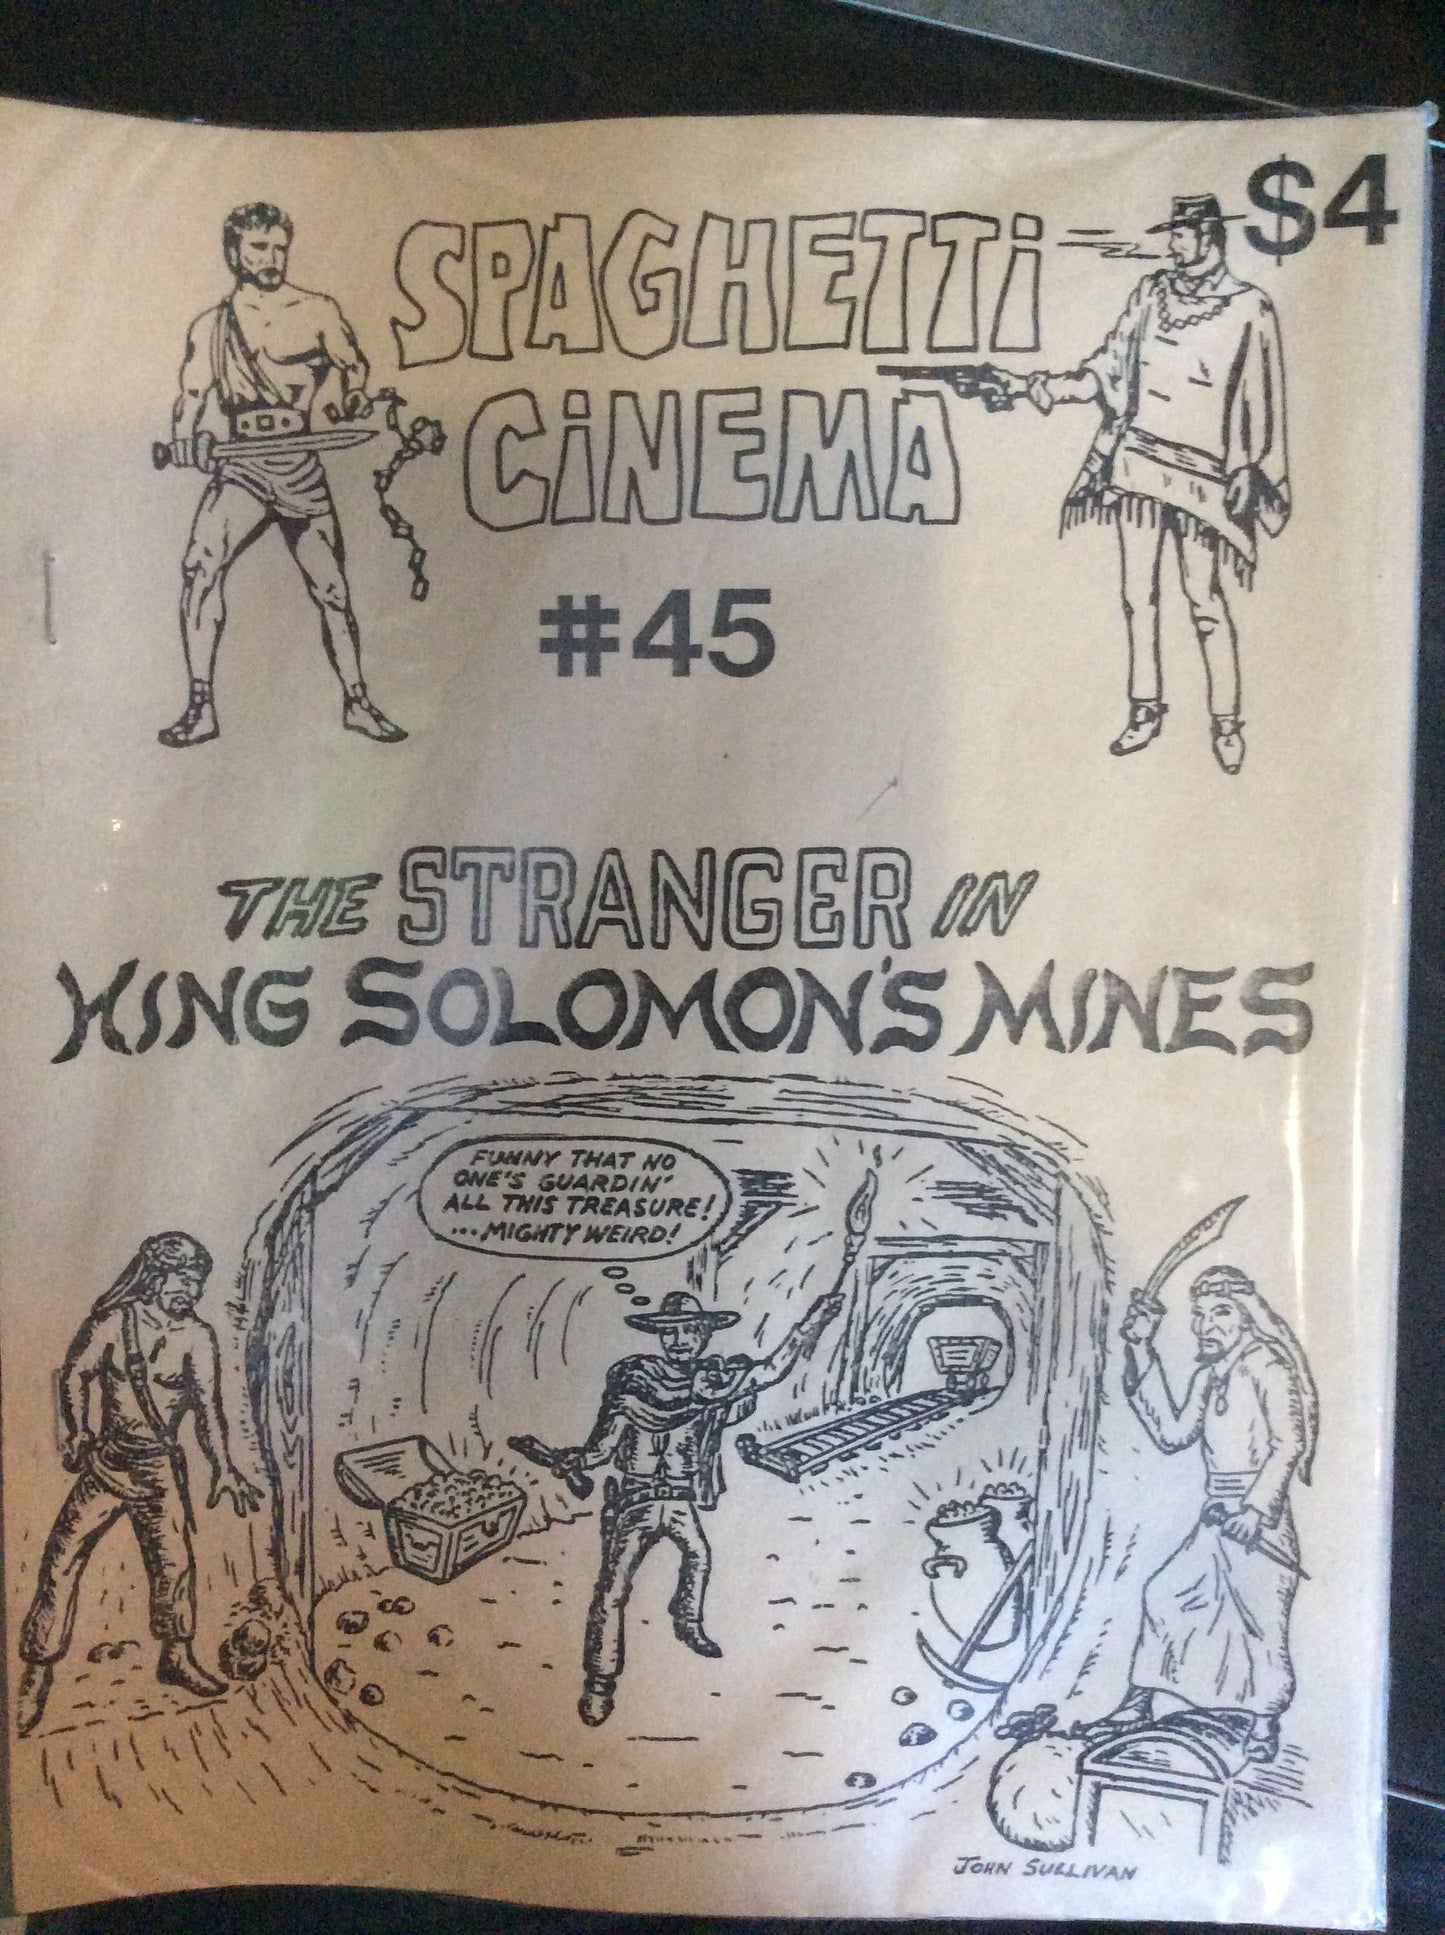 $4
SPAGHETTi
CiNEMA
#45
THE STRANGER IN
KING SOLOMON'S MINES
FUNNY THAT NO
ONE'S GUARDIN'
ALL THIS TREASURE!
...MIGHTY WEIRD!
JOHN SULLIVAN